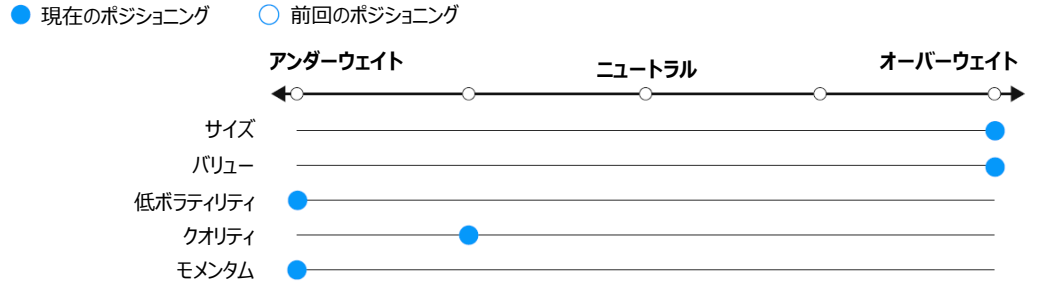 現在のポジショニング 前回のポジショニング
アンダーウェイト ニュートラル オーバーウェイト
サイズ
バリュー
低ボラティリティ
クオリティ
モメンタム